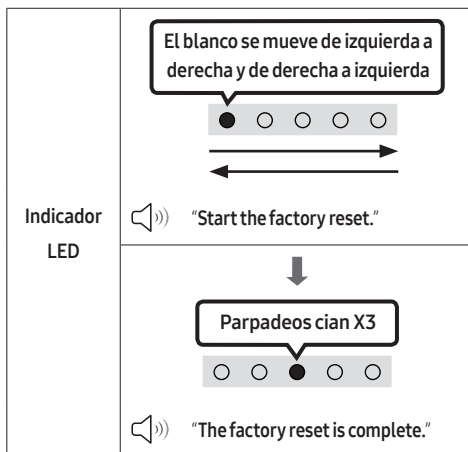 El blanco se mueve de izquierda a
derecha y de derecha a izquierda
Indicador
LED
“Start the factory reset.”
Parpadeos cian X3
“The factory reset is complete.”